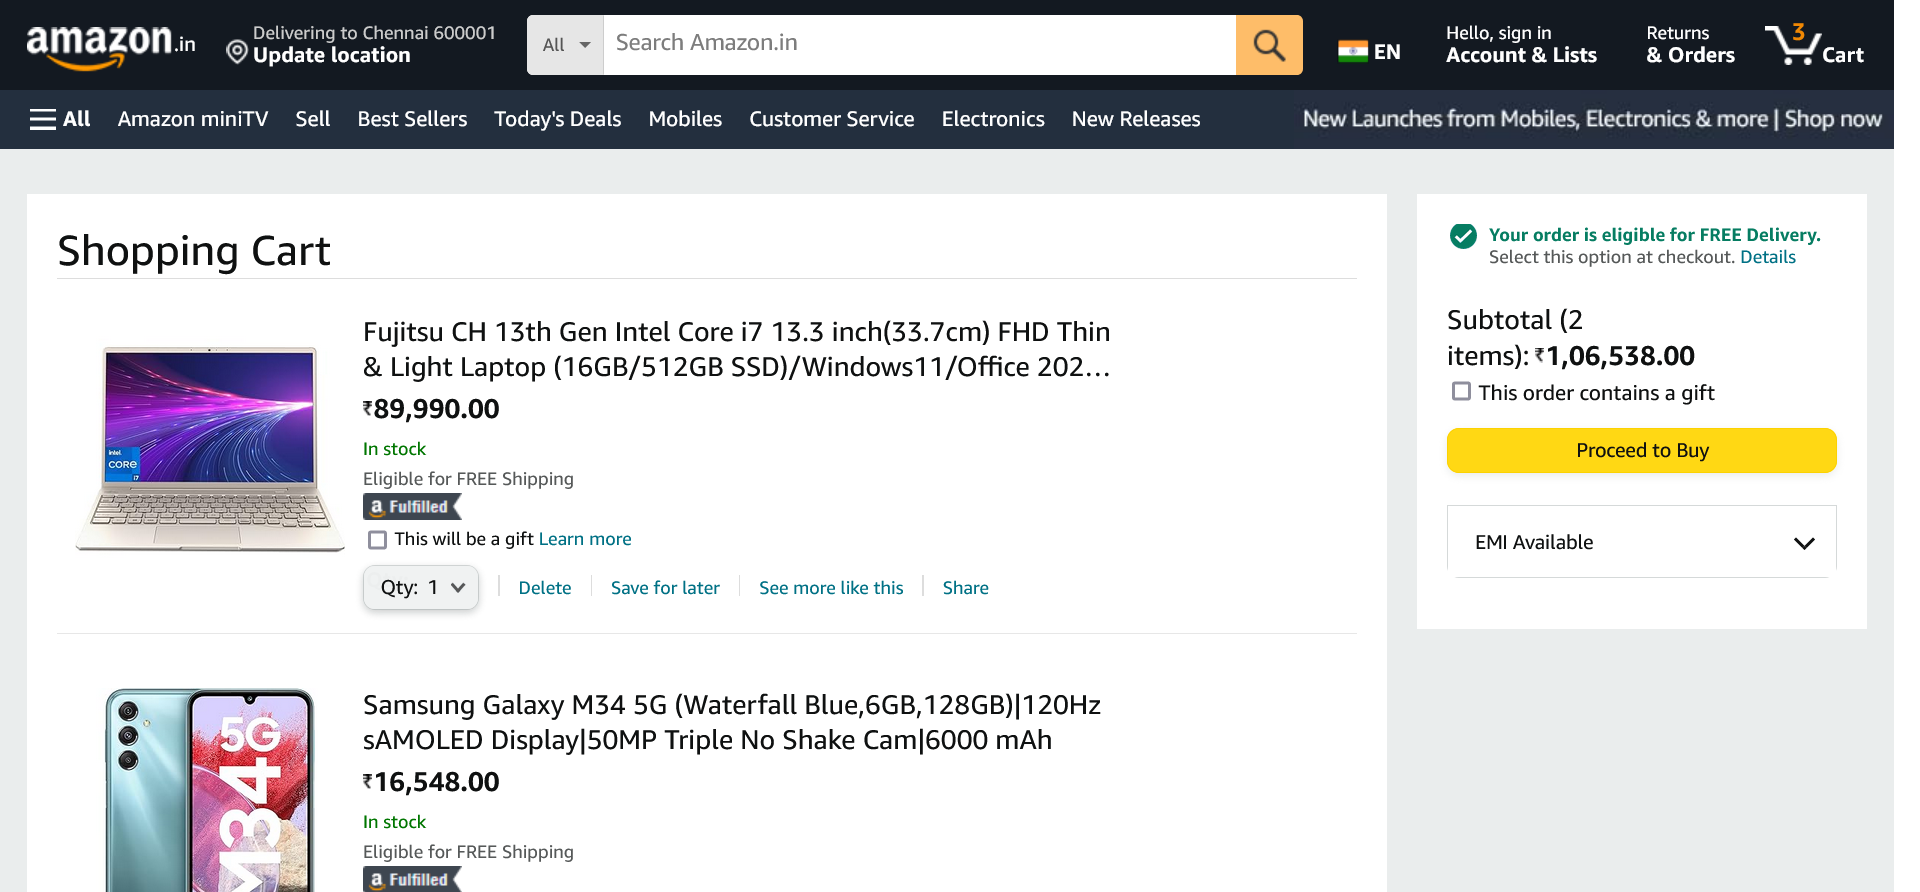 amazon.in
Delivering to Chennai 600001
Update location
All
Search Amazon.in
EN
Hello, sign in
Account & Lists
Returns
& Orders
3
Cart
All
Amazon miniTV
Sell
Best Sellers
Today's Deals
Mobiles
Customer Service
Electronics
New Releases
New Launches from Mobiles, Electronics & more | Shop now
Shopping Cart
Fujitsu CH 13th Gen Intel Core i7 13.3 inch(33.7cm) FHD Thin
& Light Laptop (16GB/512GB SSD)/Windows11/Office 202…
₹89,990.00
In stock
Eligible for FREE Shipping
a Fulfilled
This will be a gift Learn more
Qty: 1
Delete
Save for later
See more like this
Share
intel
CORE
i7
Samsung Galaxy M34 5G (Waterfall Blue,6GB,128GB)|120Hz
sAMOLED Display|50MP Triple No Shake Cam|6000 mAh
₹16,548.00
In stock
Eligible for FREE Shipping
a Fulfilled
5G
M34
Your order is eligible for FREE Delivery.
Select this option at checkout. Details
Subtotal (2
items): ₹1,06,538.00
This order contains a gift
Proceed to Buy
EMI Available